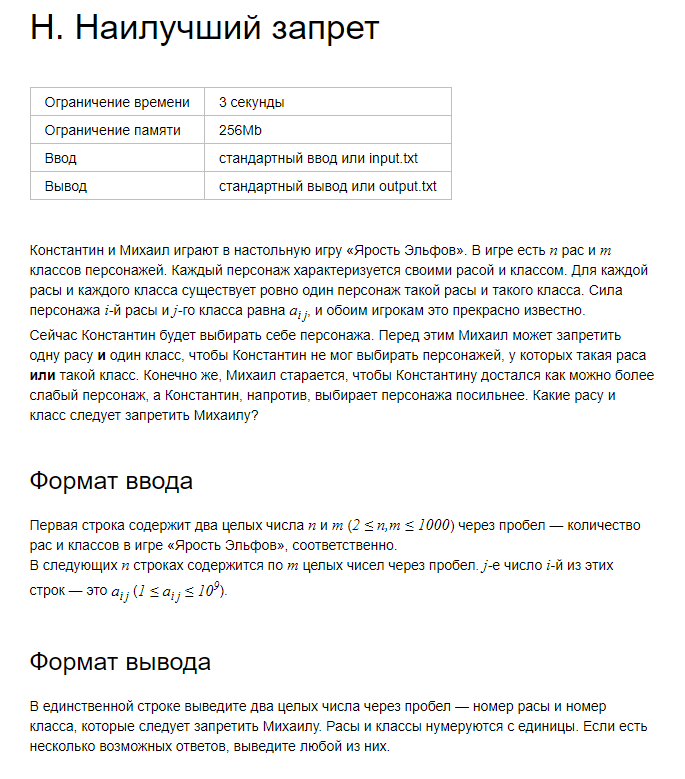 Н. Наилучший запрет
Ограничение времени 3 секунды
Ограничение памяти 256Mb
Ввод стандартный ввод или input.txt
Вывод стандартный вывод или output.txt
Константин и Михаил играют в настольную игру «Ярость Эльфов». В игре есть n рас и m
классов персонажей. Каждый персонаж характеризуется своими расой и классом. Для каждой
расы и каждого класса существует ровно один персонаж такой расы и такого класса. Сила
персонажа i-й расы и j-го класса равна a_{i j}, и обоим игрокам это прекрасно известно.
Сейчас Константин будет выбирать себе персонажа. Перед этим Михаил может запретить
одну расу и один класс, чтобы Константин не мог выбирать персонажей, у которых такая раса
или такой класс. Конечно же, Михаил старается, чтобы Константину достался как можно более
слабый персонаж, а Константин, напротив, выбирает персонажа посильнее. Какие расу и
класс следует запретить Михаилу?
Формат ввода
Первая строка содержит два целых числа n и m (2 ≤ n,m ≤ 1000) через пробел — количество
рас и классов в игре «Ярость Эльфов», соответственно.
В следующих n строках содержится по m целых чисел через пробел. j-е число i-й из этих
строк — это a_{i j} (1 ≤ a_{i j} ≤ 10^9).
Формат вывода
В единственной строке выведите два целых числа через пробел — номер расы и номер
класса, которые следует запретить Михаилу. Расы и классы нумеруются с единицы. Если есть
несколько возможных ответов, выведите любой из них.